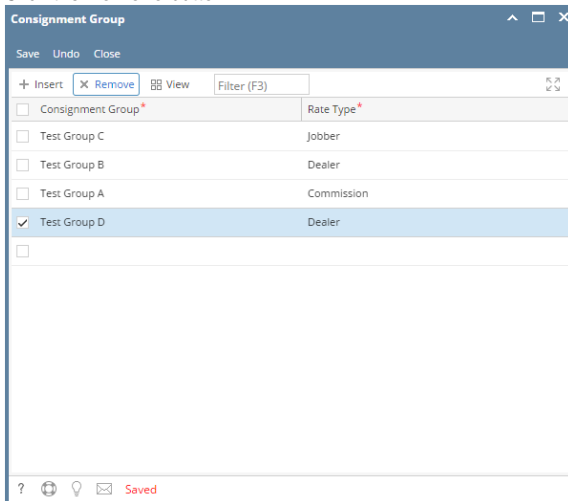 Consignment Group
Save Undo Close
Insert Remove View Filter (F3)
Consignment Group* Rate Type*
Test Group C Jobber
Test Group B Dealer
Test Group A Commission
Test Group D Dealer
? Saved